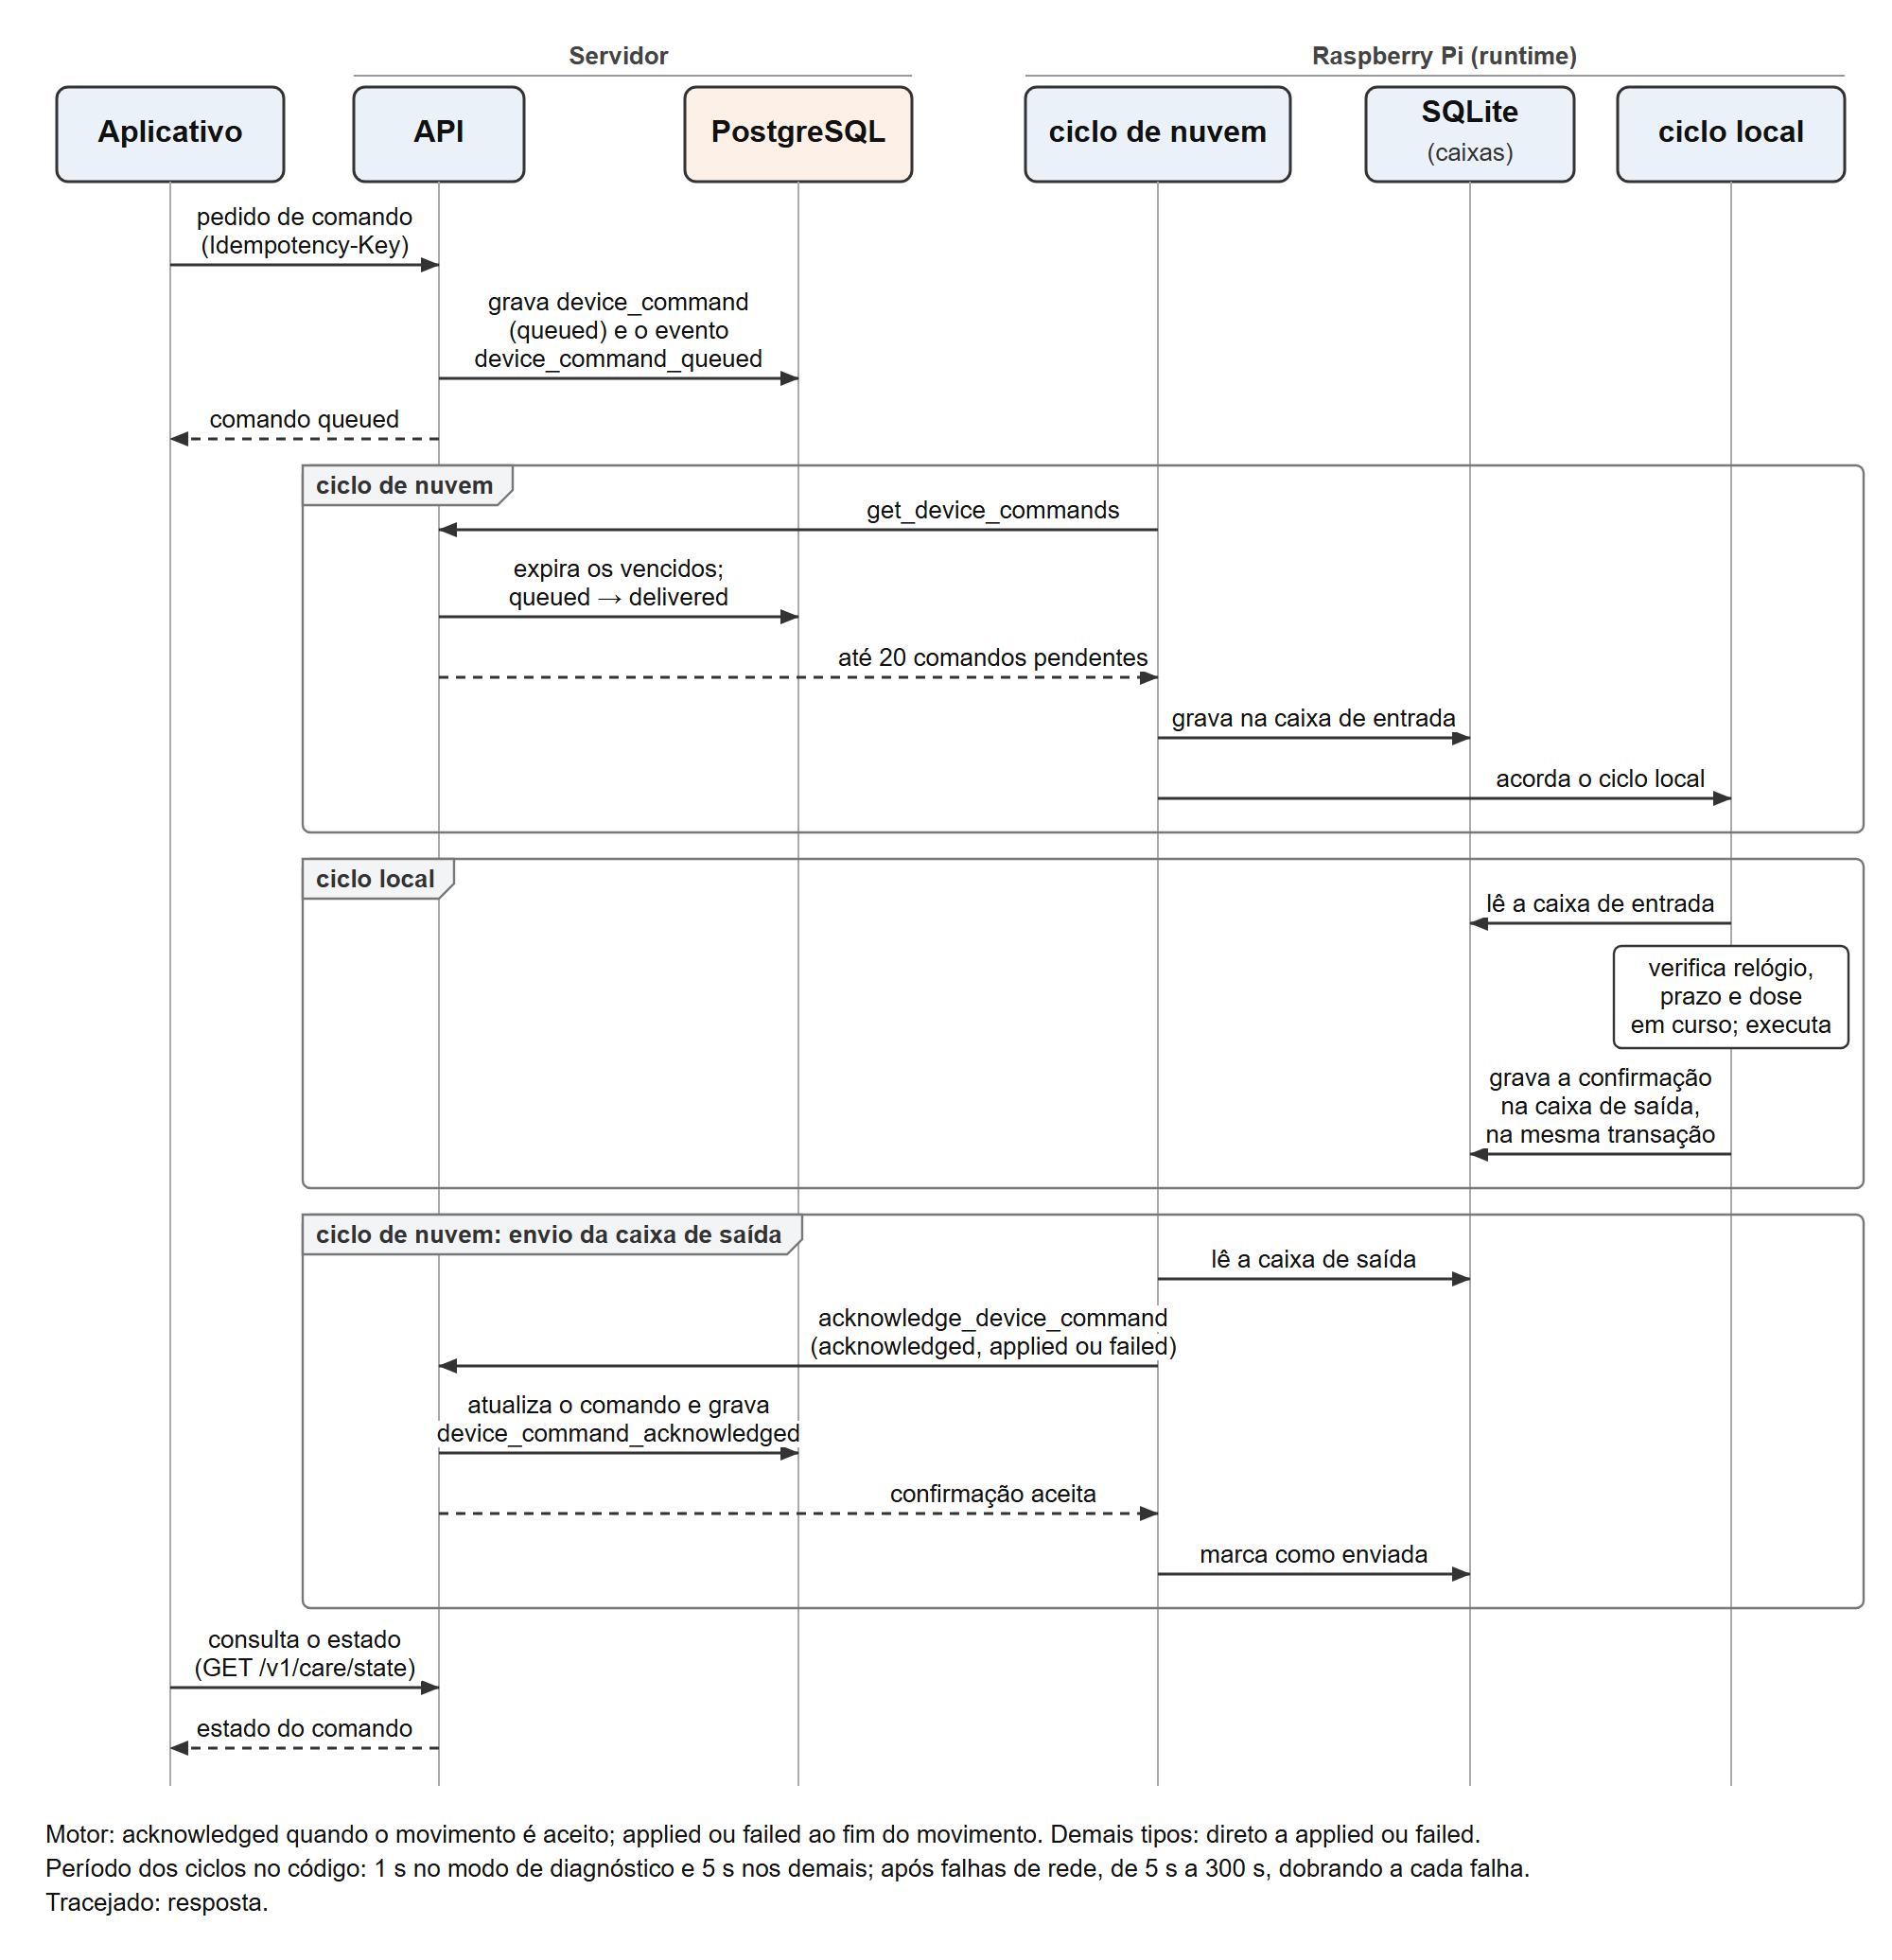 Servidor
Raspberry Pi (runtime)
Aplicativo
API
PostgreSQL
ciclo de nuvem
SQLite
(caixas)
ciclo local
pedido de comando
(Idempotency-Key)
grava device_command
(queued) e o evento
device_command_queued
comando queued
ciclo de nuvem
get_device_commands
expira os vencidos;
queued → delivered
até 20 comandos pendentes
grava na caixa de entrada
acorda o ciclo local
ciclo local
lê a caixa de entrada
verifica relógio,
prazo e dose
em curso; executa
grava a confirmação
na caixa de saída,
na mesma transação
ciclo de nuvem: envio da caixa de saída
lê a caixa de saída
acknowledge_device_command
(acknowledged, applied ou failed)
atualiza o comando e grava
device_command_acknowledged
confirmação aceita
marca como enviada
consulta o estado
(GET /v1/care/state)
estado do comando
Motor: acknowledged quando o movimento é aceito; applied ou failed ao fim do movimento. Demais tipos: direto a applied ou failed.
Período dos ciclos no código: 1 s no modo de diagnóstico e 5 s nos demais; após falhas de rede, de 5 s a 300 s, dobrando a cada falha.
Tracejado: resposta.